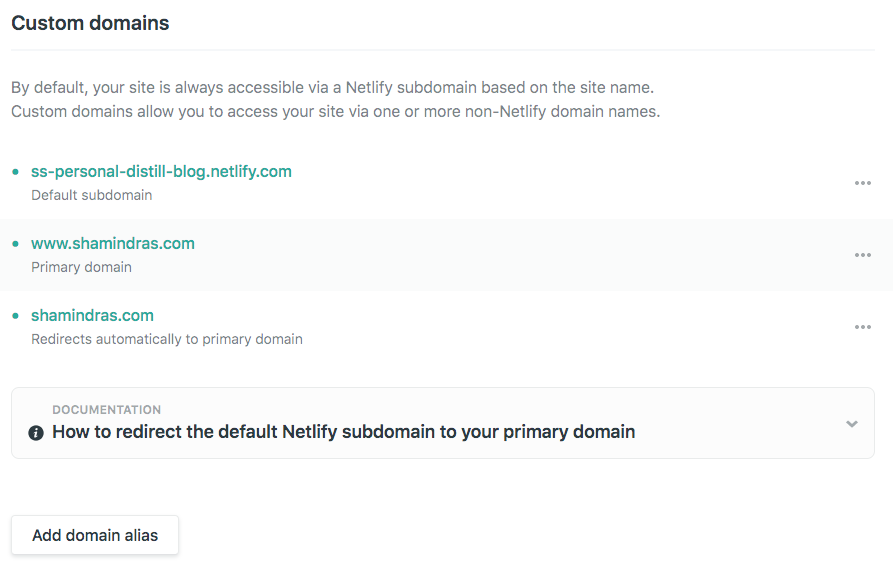 Custom domains
By default, your site is always accessible via a Netlify subdomain based on the site name.
Custom domains allow you to access your site via one or more non-Netlify domain names.
ss-personal-distill-blog.netlify.com
Default subdomain
www.shamindras.com
Primary domain
shamindras.com
Redirects automatically to primary domain
DOCUMENTATION
How to redirect the default Netlify subdomain to your primary domain
Add domain alias